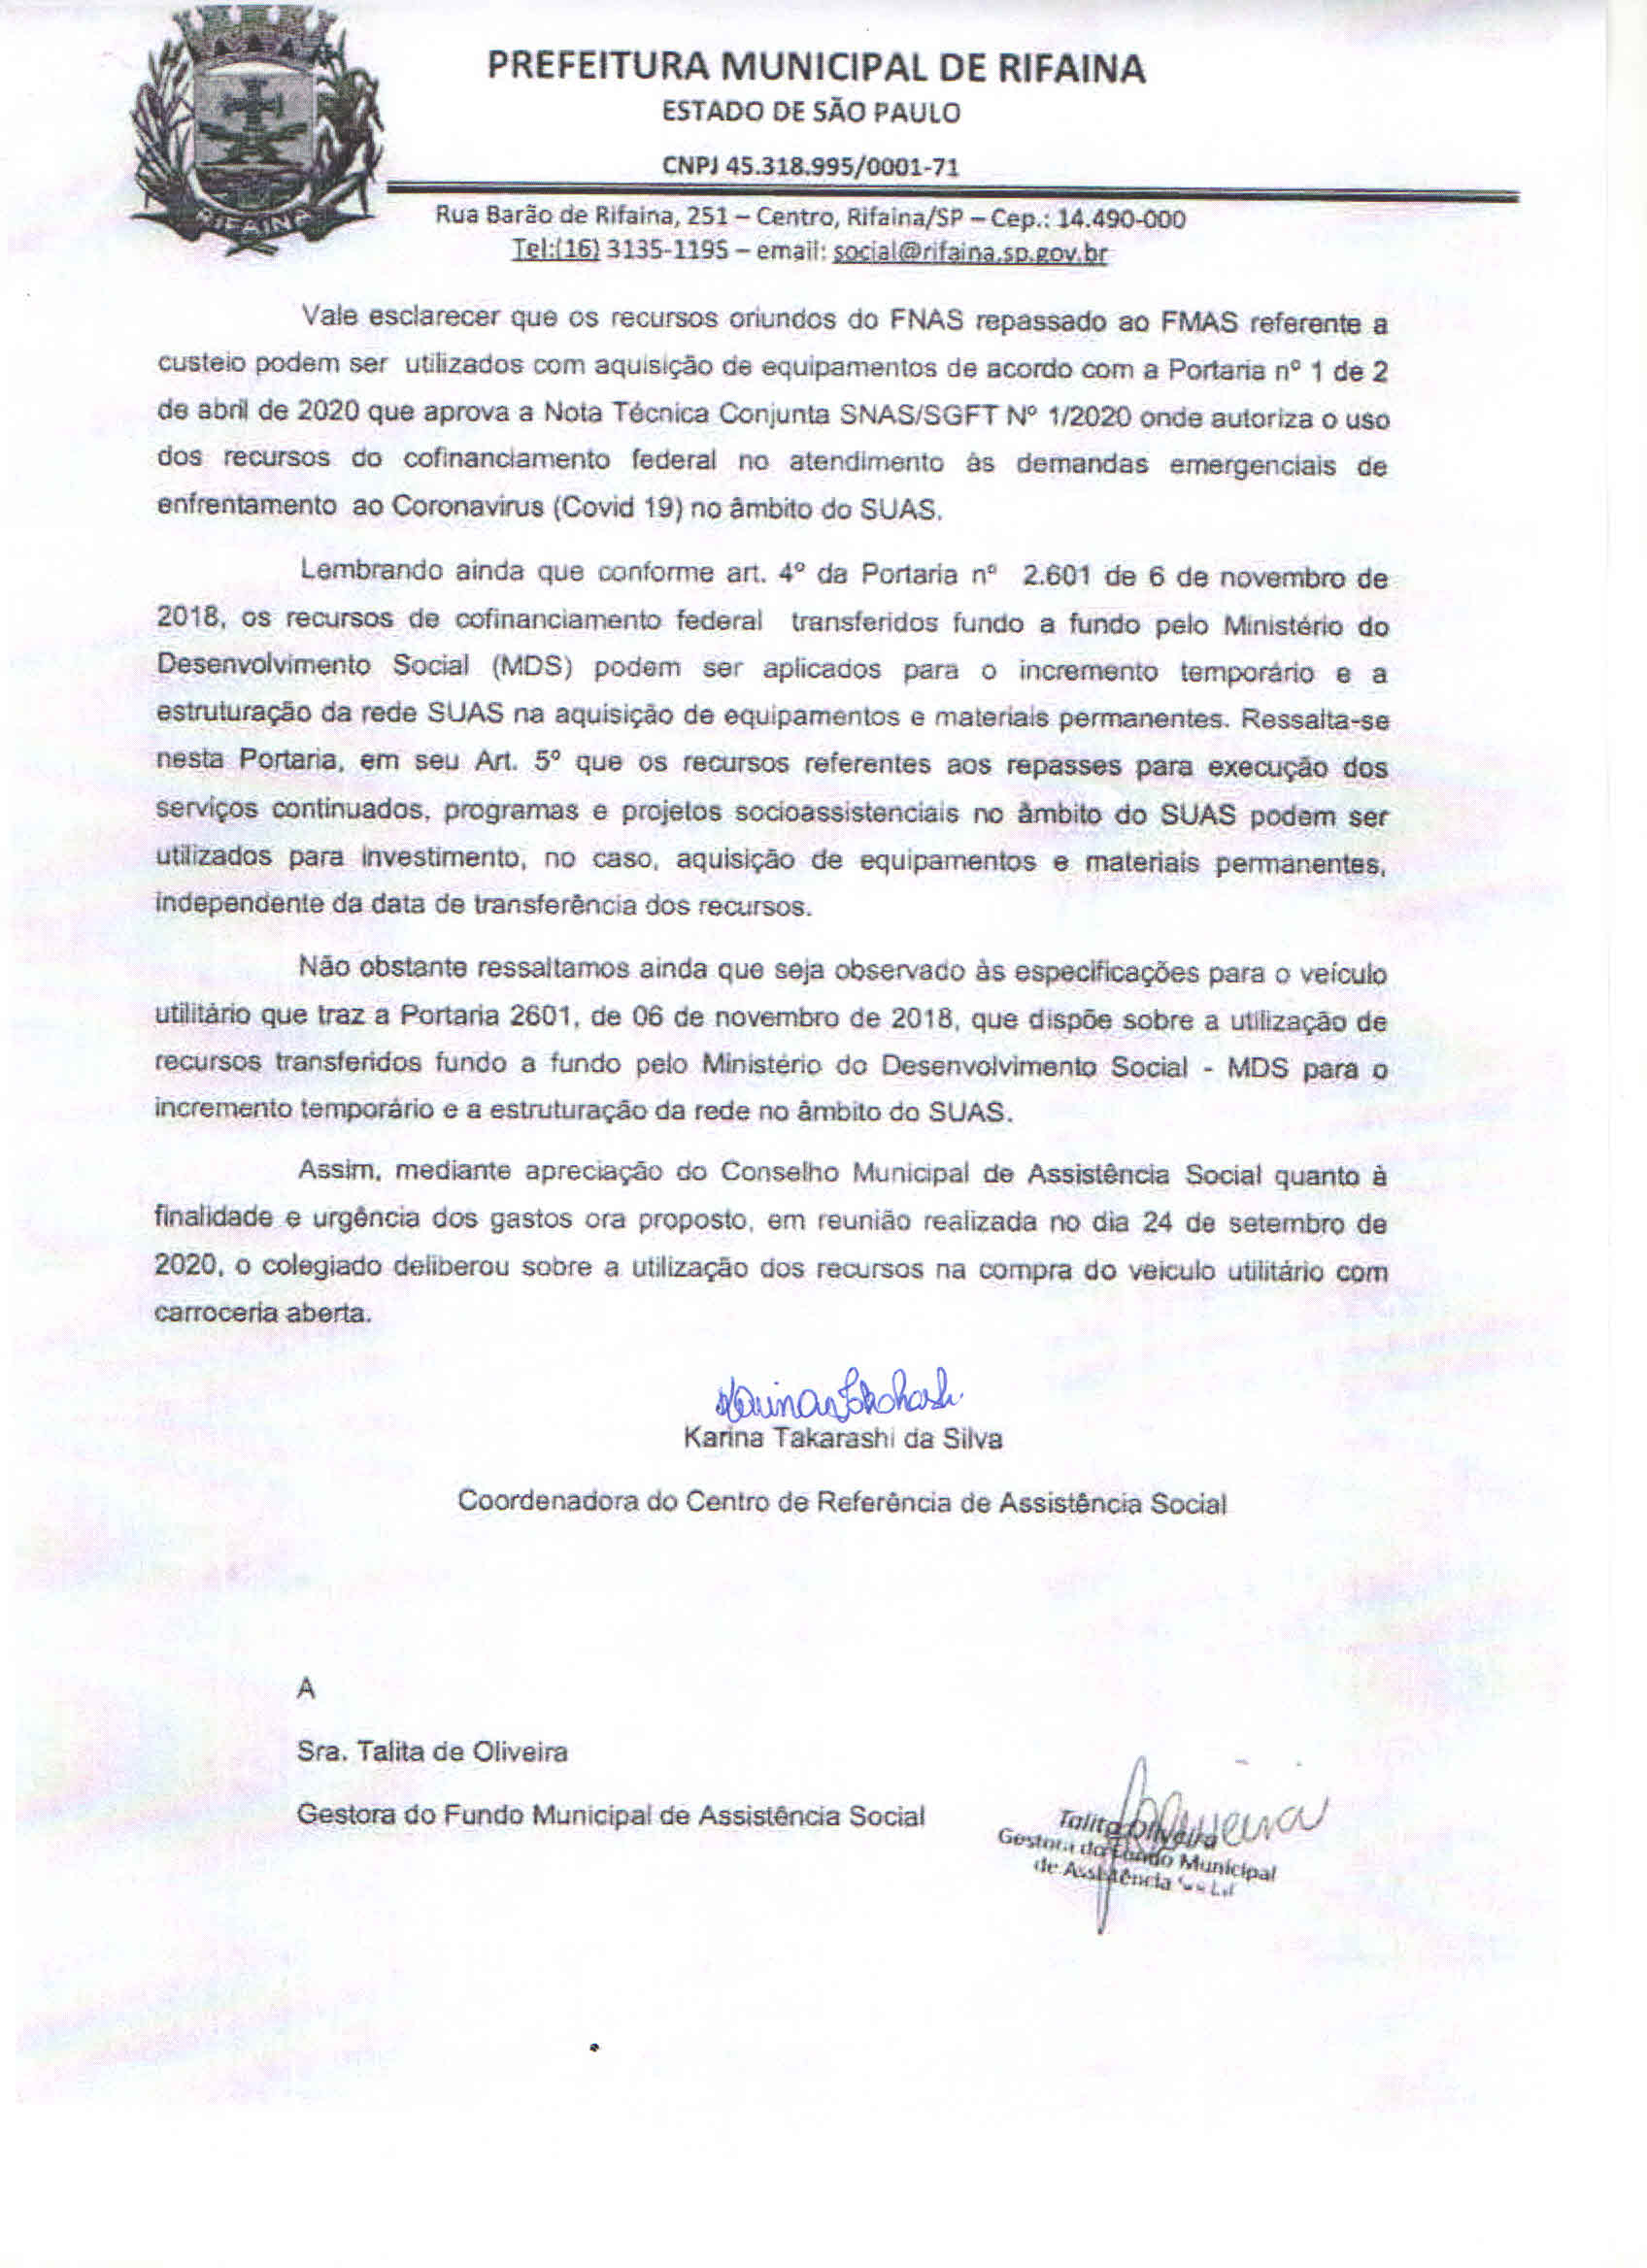 PREFEITURA MUNICIPAL DE RIFAINA
ESTADO DE SÃO PAULO
CNPJ 45.318.995/0001-71
RIFAINA
Rua Barão de Rifaina, 251 – Centro, Rifaina/SP – Cep.: 14.490-000
Tel:(16) 3135-1195 – email: social@rifaina.sp.gov.br
Vale esclarecer que os recursos oriundos do FNAS repassado ao FMAS referente a
custeio podem ser utilizados com aquisição de equipamentos de acordo com a Portaria nº 1 de 2
de abril de 2020 que aprova a Nota Técnica Conjunta SNAS/SGFT Nº 1/2020 onde autoriza o uso
dos recursos do cofinanciamento federal no atendimento às demandas emergenciais de
enfrentamento ao Coronavírus (Covid 19) no âmbito do SUAS.
Lembrando ainda que conforme art. 4º da Portaria nº 2.601 de 6 de novembro de
2018, os recursos de cofinanciamento federal transferidos fundo a fundo pelo Ministério do
Desenvolvimento Social (MDS) podem ser aplicados para o incremento temporário e a
estruturação da rede SUAS na aquisição de equipamentos e materiais permanentes. Ressalta-se
nesta Portaria, em seu Art. 5º que os recursos referentes aos repasses para execução dos
serviços continuados, programas e projetos socioassistenciais no âmbito do SUAS podem ser
utilizados para investimento, no caso, aquisição de equipamentos e materiais permanentes,
independente da data de transferência dos recursos.
Não obstante ressaltamos ainda que seja observado às especificações para o veículo
utilitário que traz a Portaria 2601, de 06 de novembro de 2018, que dispõe sobre a utilização de
recursos transferidos fundo a fundo pelo Ministério do Desenvolvimento Social - MDS para o
incremento temporário e a estruturação da rede no âmbito do SUAS.
Assim, mediante apreciação do Conselho Municipal de Assistência Social quanto à
finalidade e urgência dos gastos ora proposto, em reunião realizada no dia 24 de setembro de
2020, o colegiado deliberou sobre a utilização dos recursos na compra do veículo utilitário com
carroceria aberta.
Karina Takarashi da Silva
Coordenadora do Centro de Referência de Assistência Social
A
Sra. Talita de Oliveira
Gestora do Fundo Municipal de Assistência Social
Talita Oliveira
Gestora do Fundo Municipal
de Assistência Social